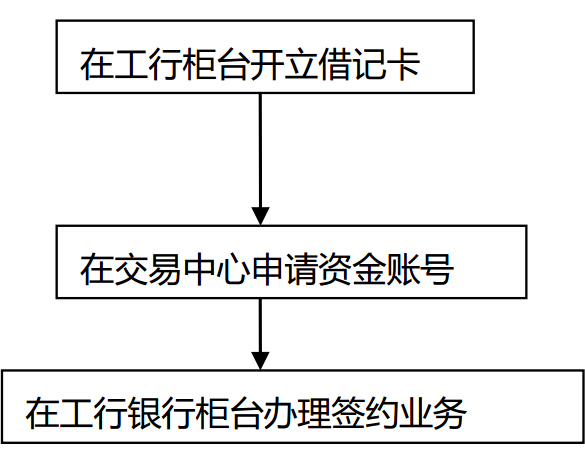 在工行柜台开立借记卡
在交易中心申请资金账号
在工行银行柜台办理签约业务